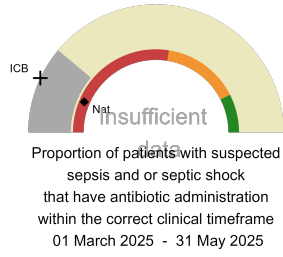 ICB
Nat
insufficient
data
Proportion of patients with suspected
sepsis and or septic shock
that have antibiotic administration
within the correct clinical timeframe
01 March 2025  -  31 May 2025